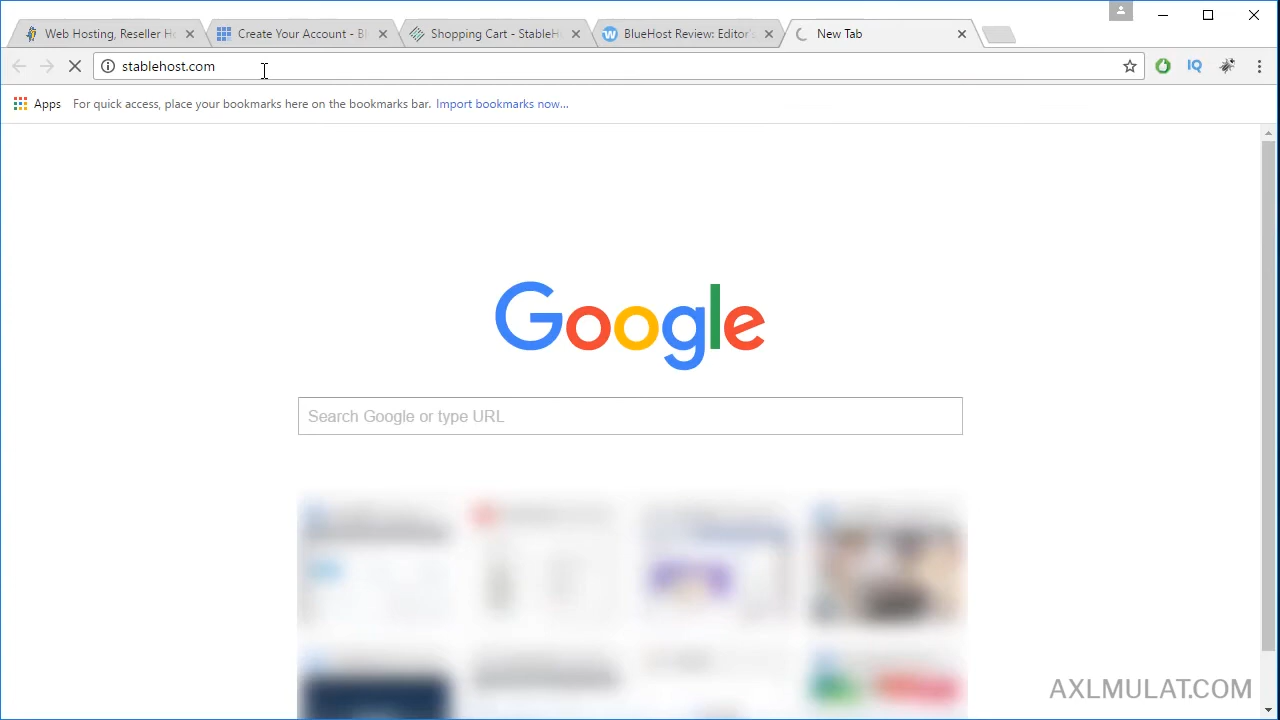 Web Hosting, Reseller Ho
Create Your Account - Bl
Shopping Cart - StableH
BlueHost Review: Editor's
New Tab
stablehost.com
IQ
Apps
For quick access, place your bookmarks here on the bookmarks bar. Import bookmarks now...
Google
Search Google or type URL
AXLMULAT.COM